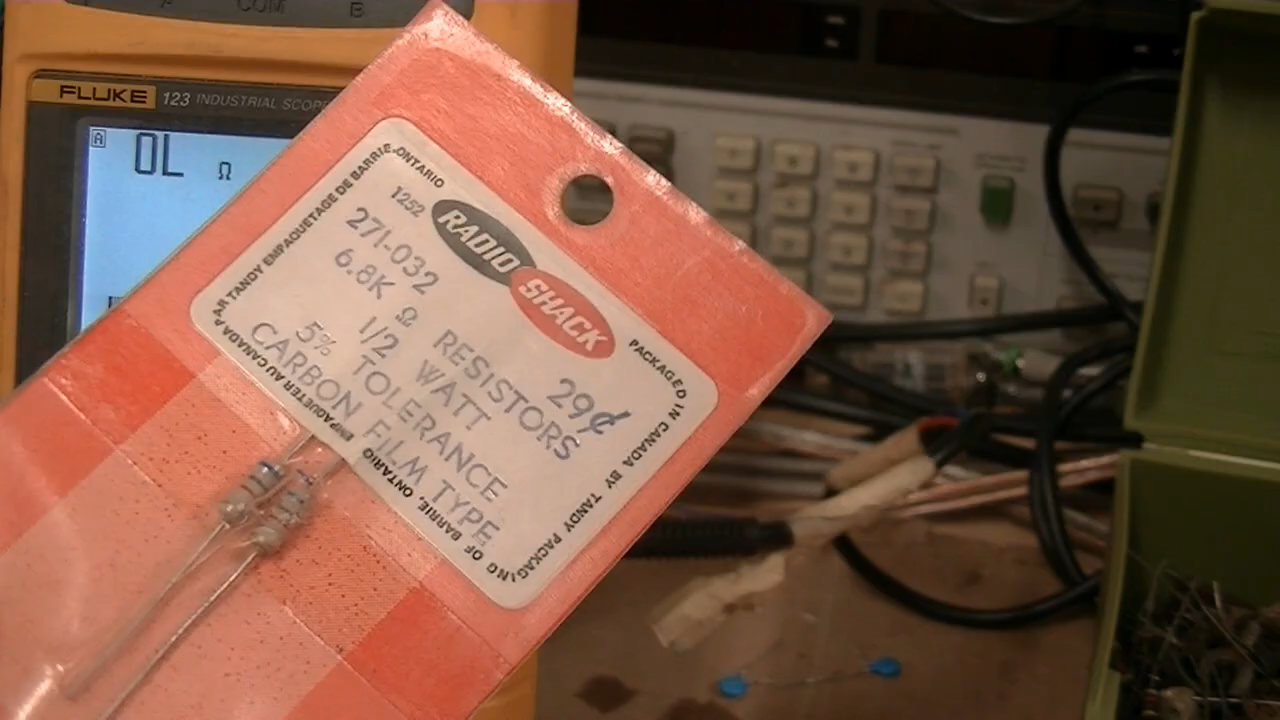 COM
B
FLUKE 123 INDUSTRIAL SCOPE
A
OL Ω
1252
RADIO SHACK
271-032
29¢
6.8K Ω RESISTORS
1/2 WATT
5% TOLERANCE
CARBON FILM TYPE
PACKAGED IN CANADA BY TANDY PACKAGING OF BARRIE, ONTARIO
EMPAQUETER AU CANADA PAR TANDY EMPAQUETAGE DE BARRIE-ONTARIO